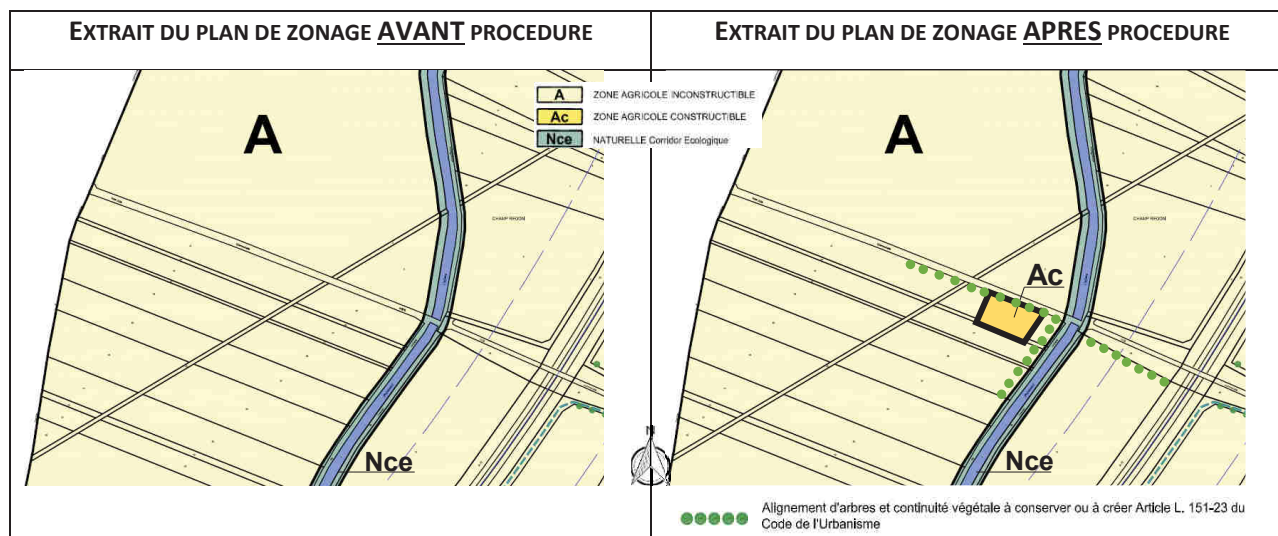 EXTRAIT DU PLAN DE ZONAGE AVANT PROCEDURE
EXTRAIT DU PLAN DE ZONAGE APRES PROCEDURE
A
A ZONE AGRICOLE INCONSTRUCTIBLE
Ac ZONE AGRICOLE CONSTRUCTIBLE
Nce NATURELLE Corridor Ecologique
Nce
N
A
Ac
Nce
Alignement d'arbres et continuité végétale à conserver ou à créer Article L. 151-23 du
Code de l'Urbanisme